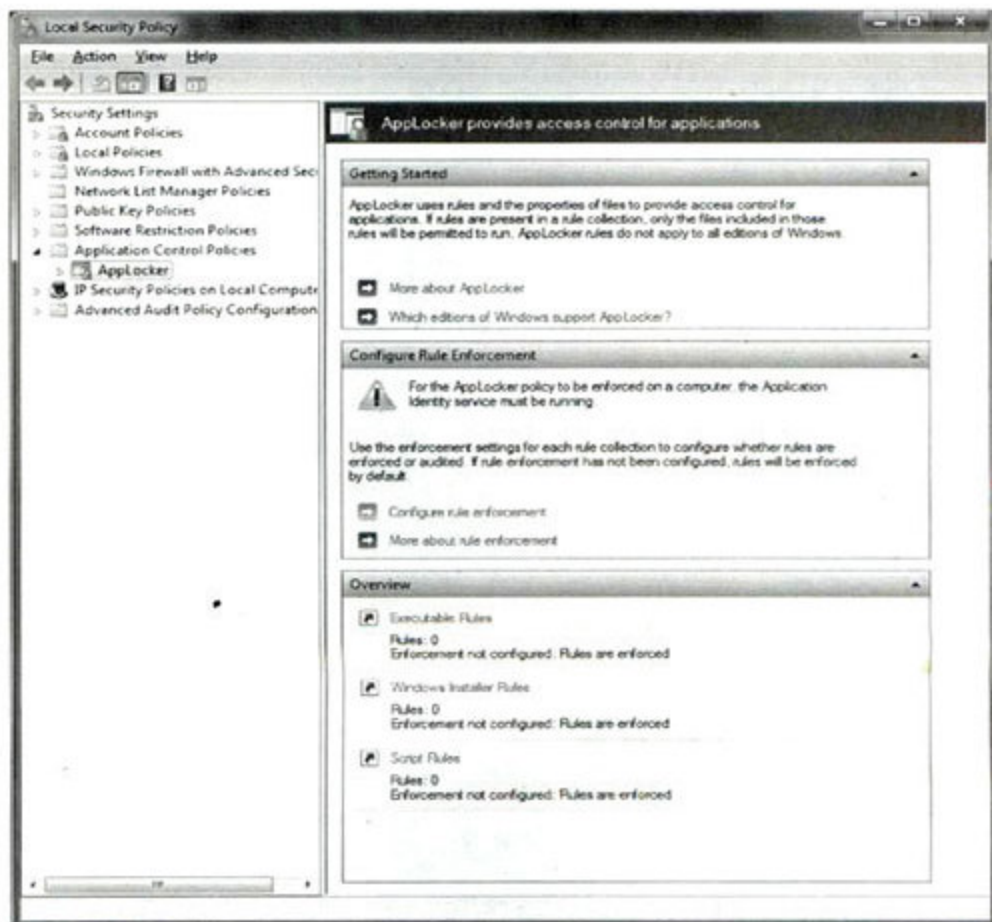 Local Security Policy
File Action View Help
Security Settings
Account Policies
Local Policies
Windows Firewall with Advanced Seci
Network List Manager Policies
Public Key Policies
Software Restriction Policies
Application Control Policies
AppLocker
IP Security Policies on Local Compute
Advanced Audit Policy Configuration
AppLocker provides access control for applications
Getting Started
AppLocker uses rules and the properties of files to provide access control for
applications. If rules are present in a rule collection, only the files included in those
rules will be permitted to run. AppLocker rules do not apply to all editions of Windows.
More about AppLocker
Which editions of Windows support AppLocker?
Configure Rule Enforcement
For the AppLocker policy to be enforced on a computer, the Application
Identity service must be running.
Use the enforcement settings for each rule collection to configure whether rules are
enforced or audited. If rule enforcement has not been configured, rules will be enforced
by default.
Configure rule enforcement
More about rule enforcement
Overview
Executable Rules
Rules: 0
Enforcement not configured: Rules are enforced
Windows Installer Rules
Rules: 0
Enforcement not configured: Rules are enforced
Script Rules
Rules: 0
Enforcement not configured: Rules are enforced